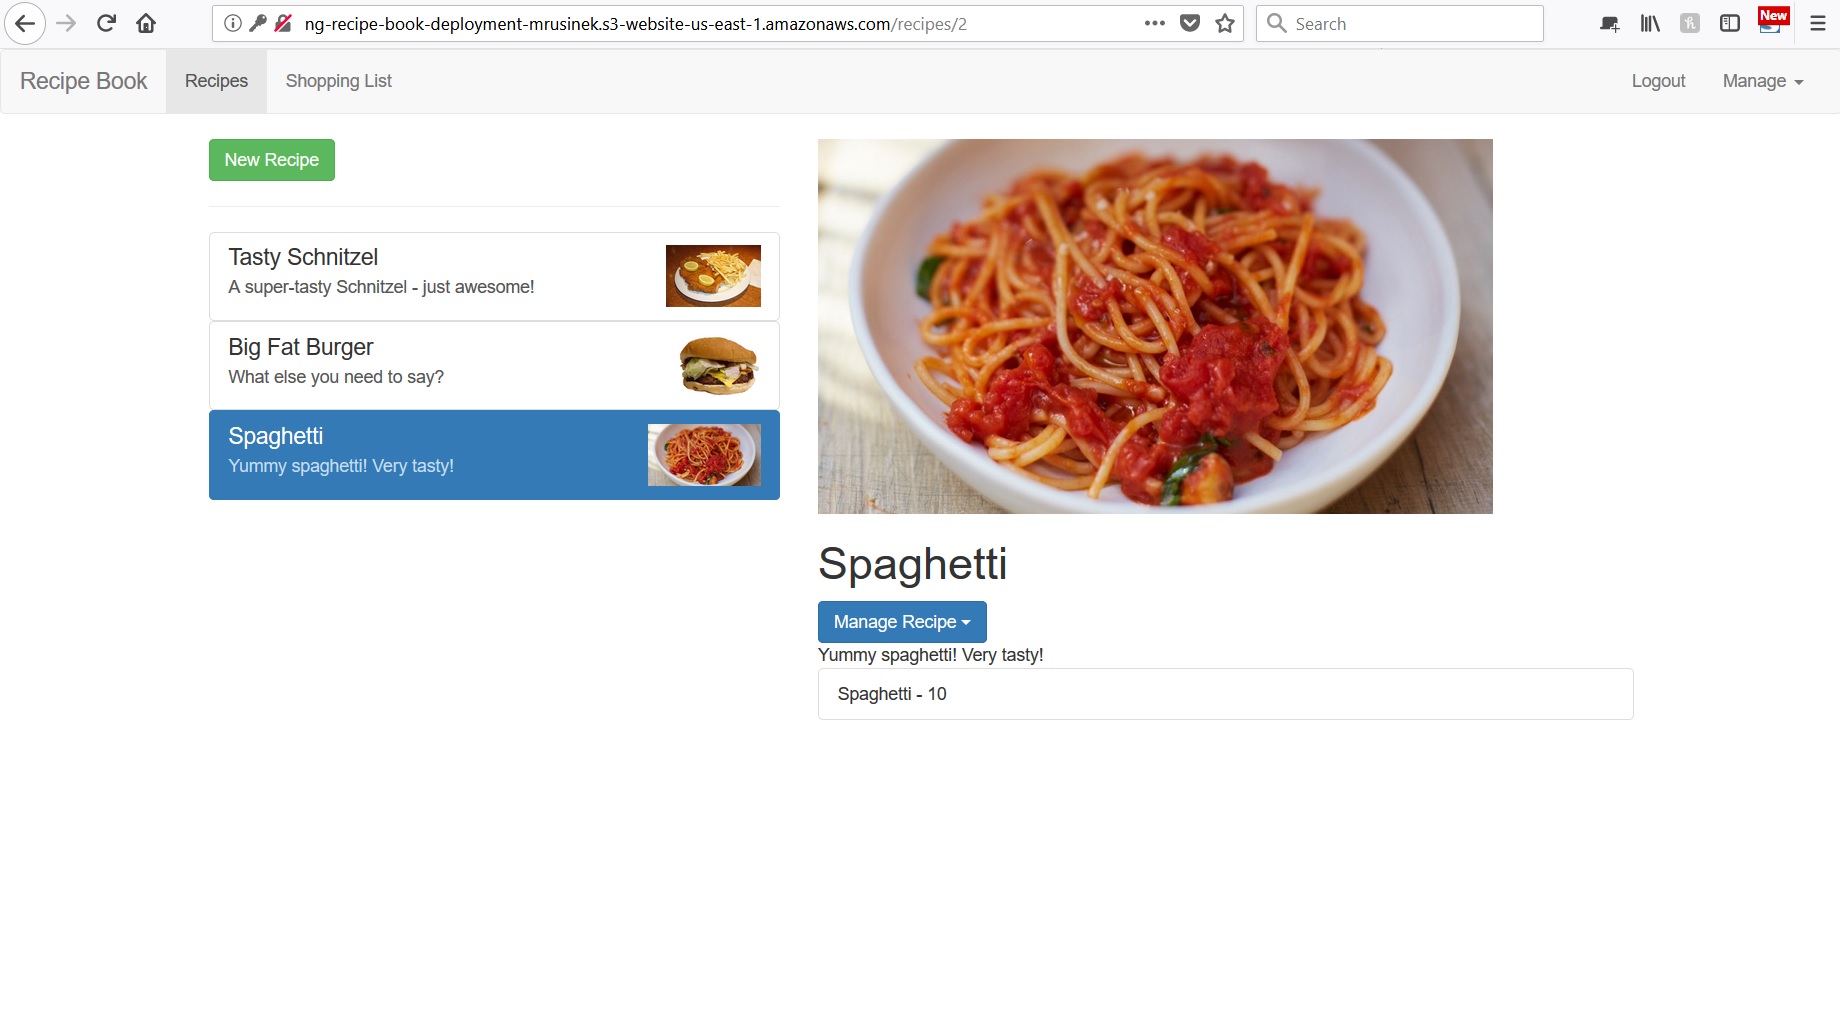 ng-recipe-book-deployment-mrusinek.s3-website-us-east-1.amazonaws.com/recipes/2
Search
New
Recipe Book
Recipes
Shopping List
Logout
Manage
New Recipe
Tasty Schnitzel
A super-tasty Schnitzel - just awesome!
Big Fat Burger
What else you need to say?
Spaghetti
Yummy spaghetti! Very tasty!
Spaghetti
Manage Recipe
Yummy spaghetti! Very tasty!
Spaghetti - 10